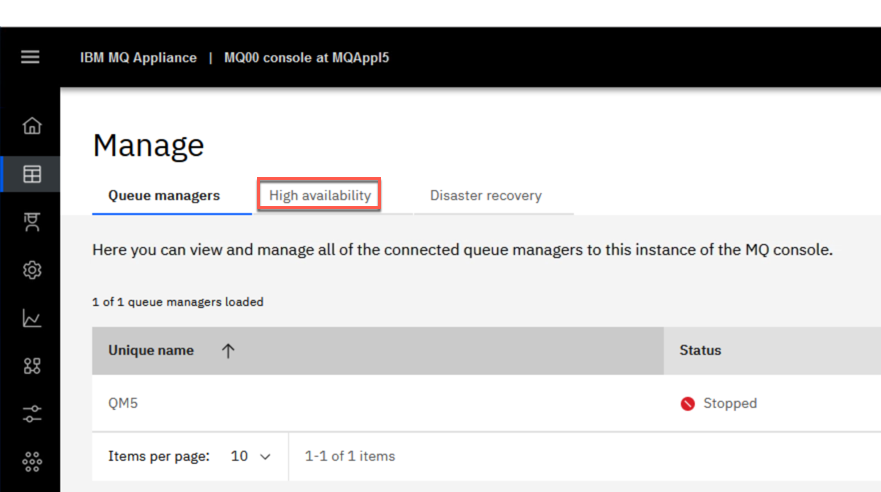 IBM MQ Appliance | MQ00 console at MQAppl5
Manage
Queue managers High availability Disaster recovery
Here you can view and manage all of the connected queue managers to this instance of the MQ console.
1 of 1 queue managers loaded
Unique name ↑ Status
QM5 Stopped
Items per page: 10 1-1 of 1 items